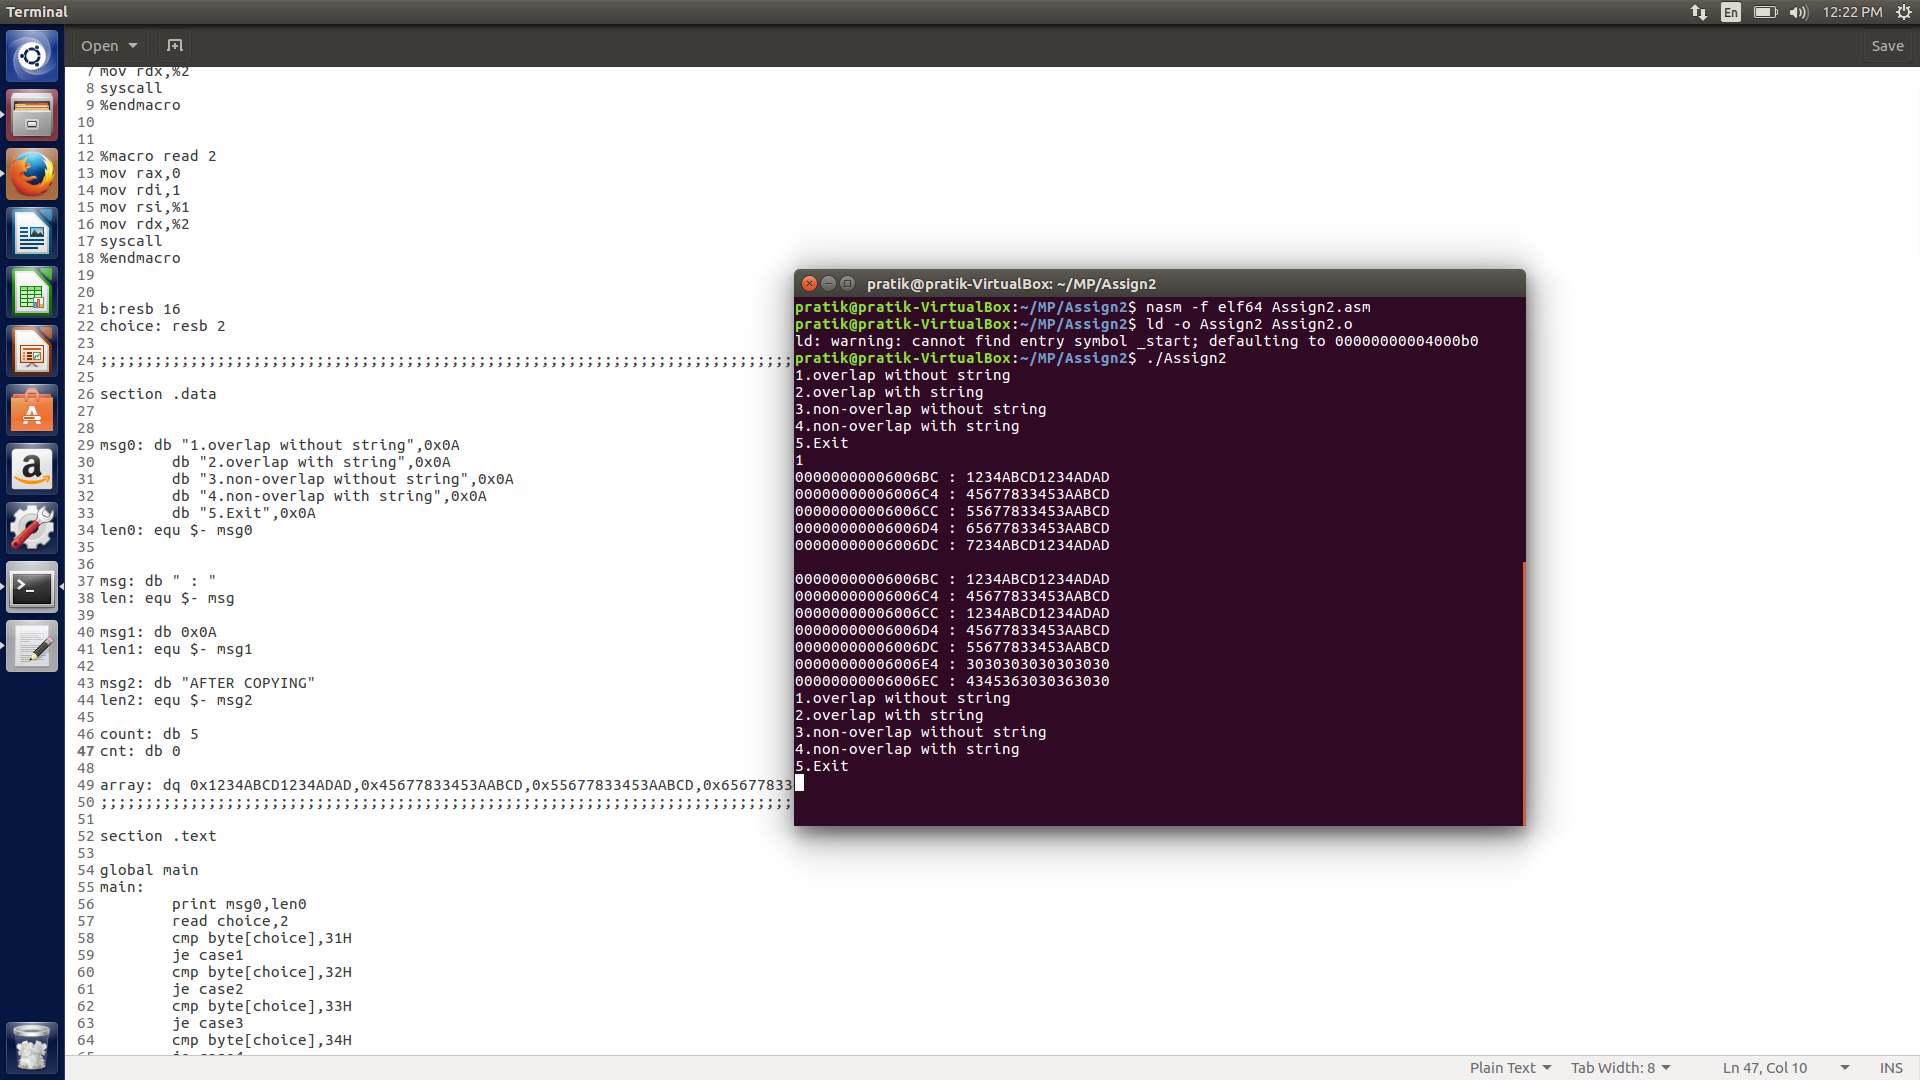 Terminal
En
12:22 PM
Open
Save
7 mov rdx,%2
8 syscall
9 %endmacro
10
11
12 %macro read 2
13 mov rax,0
14 mov rdi,1
15 mov rsi,%1
16 mov rdx,%2
17 syscall
18 %endmacro
19
20
21 b:resb 16
22 choice: resb 2
23
24 ;;;;;;;;;;;;;;;;;;;;;;;;;;;;;;;;;;;;;;;;;;;;;;;;;;;;;;;;;;;;;;;;;;;;;;;;;;;;;
25
26 section .data
27
28
29 msg0: db "1.overlap without string",0x0A
30         db "2.overlap with string",0x0A
31         db "3.non-overlap without string",0x0A
32         db "4.non-overlap with string",0x0A
33         db "5.Exit",0x0A
34 len0: equ $- msg0
35
36
37 msg: db " : "
38 len: equ $- msg
39
40 msg1: db 0x0A
41 len1: equ $- msg1
42
43 msg2: db "AFTER COPYING"
44 len2: equ $- msg2
45
46 count: db 5
47 cnt: db 0
48
49 array: dq 0x1234ABCD1234ADAD,0x45677833453AABCD,0x55677833453AABCD,0x65677833
50 ;;;;;;;;;;;;;;;;;;;;;;;;;;;;;;;;;;;;;;;;;;;;;;;;;;;;;;;;;;;;;;;;;;;;;;;;;;;;;
51
52 section .text
53
54 global main
55 main:
56         print msg0,len0
57         read choice,2
58         cmp byte[choice],31H
59         je case1
60         cmp byte[choice],32H
61         je case2
62         cmp byte[choice],33H
63         je case3
64         cmp byte[choice],34H
pratik@pratik-VirtualBox: ~/MP/Assign2
pratik@pratik-VirtualBox:~/MP/Assign2$ nasm -f elf64 Assign2.asm
pratik@pratik-VirtualBox:~/MP/Assign2$ ld -o Assign2 Assign2.o
ld: warning: cannot find entry symbol _start; defaulting to 00000000004000b0
pratik@pratik-VirtualBox:~/MP/Assign2$ ./Assign2
1.overlap without string
2.overlap with string
3.non-overlap without string
4.non-overlap with string
5.Exit
1
00000000006006BC : 1234ABCD1234ADAD
00000000006006C4 : 45677833453AABCD
00000000006006CC : 55677833453AABCD
00000000006006D4 : 65677833453AABCD
00000000006006DC : 7234ABCD1234ADAD

00000000006006BC : 1234ABCD1234ADAD
00000000006006C4 : 45677833453AABCD
00000000006006CC : 1234ABCD1234ADAD
00000000006006D4 : 45677833453AABCD
00000000006006DC : 55677833453AABCD
00000000006006E4 : 3030303030303030
00000000006006EC : 4345363030363030
1.overlap without string
2.overlap with string
3.non-overlap without string
4.non-overlap with string
5.Exit
Plain Text
Tab Width: 8
Ln 47, Col 10
INS